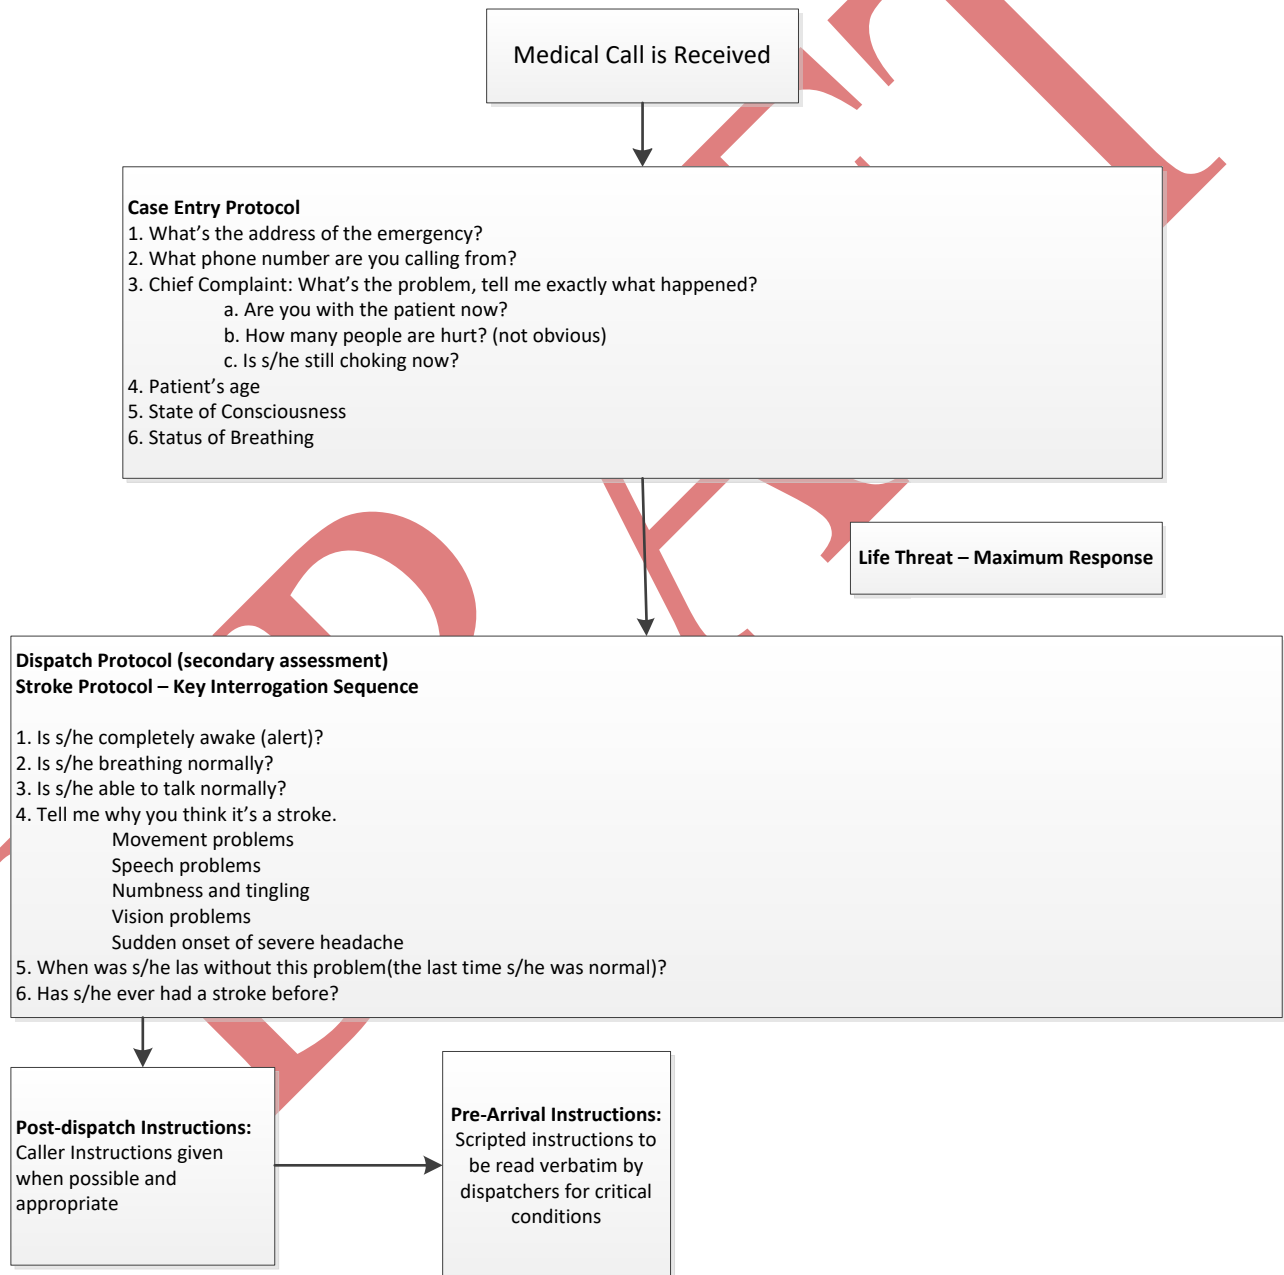 Medical Call is Received
Case Entry Protocol
1. What's the address of the emergency?
2. What phone number are you calling from?
3. Chief Complaint: What's the problem, tell me exactly what happened?
a. Are you with the patient now?
b. How many people are hurt? (not obvious)
c. Is s/he still choking now?
4. Patient's age
5. State of Consciousness
6. Status of Breathing
Life Threat – Maximum Response
Dispatch Protocol (secondary assessment)
Stroke Protocol – Key Interrogation Sequence
1. Is s/he completely awake (alert)?
2. Is s/he breathing normally?
3. Is s/he able to talk normally?
4. Tell me why you think it's a stroke.
Movement problems
Speech problems
Numbness and tingling
Vision problems
Sudden onset of severe headache
5. When was s/he las without this problem(the last time s/he was normal)?
6. Has s/he ever had a stroke before?
Post-dispatch Instructions:
Caller Instructions given
when possible and
appropriate
Pre-Arrival Instructions:
Scripted instructions to
be read verbatim by
dispatchers for critical
conditions